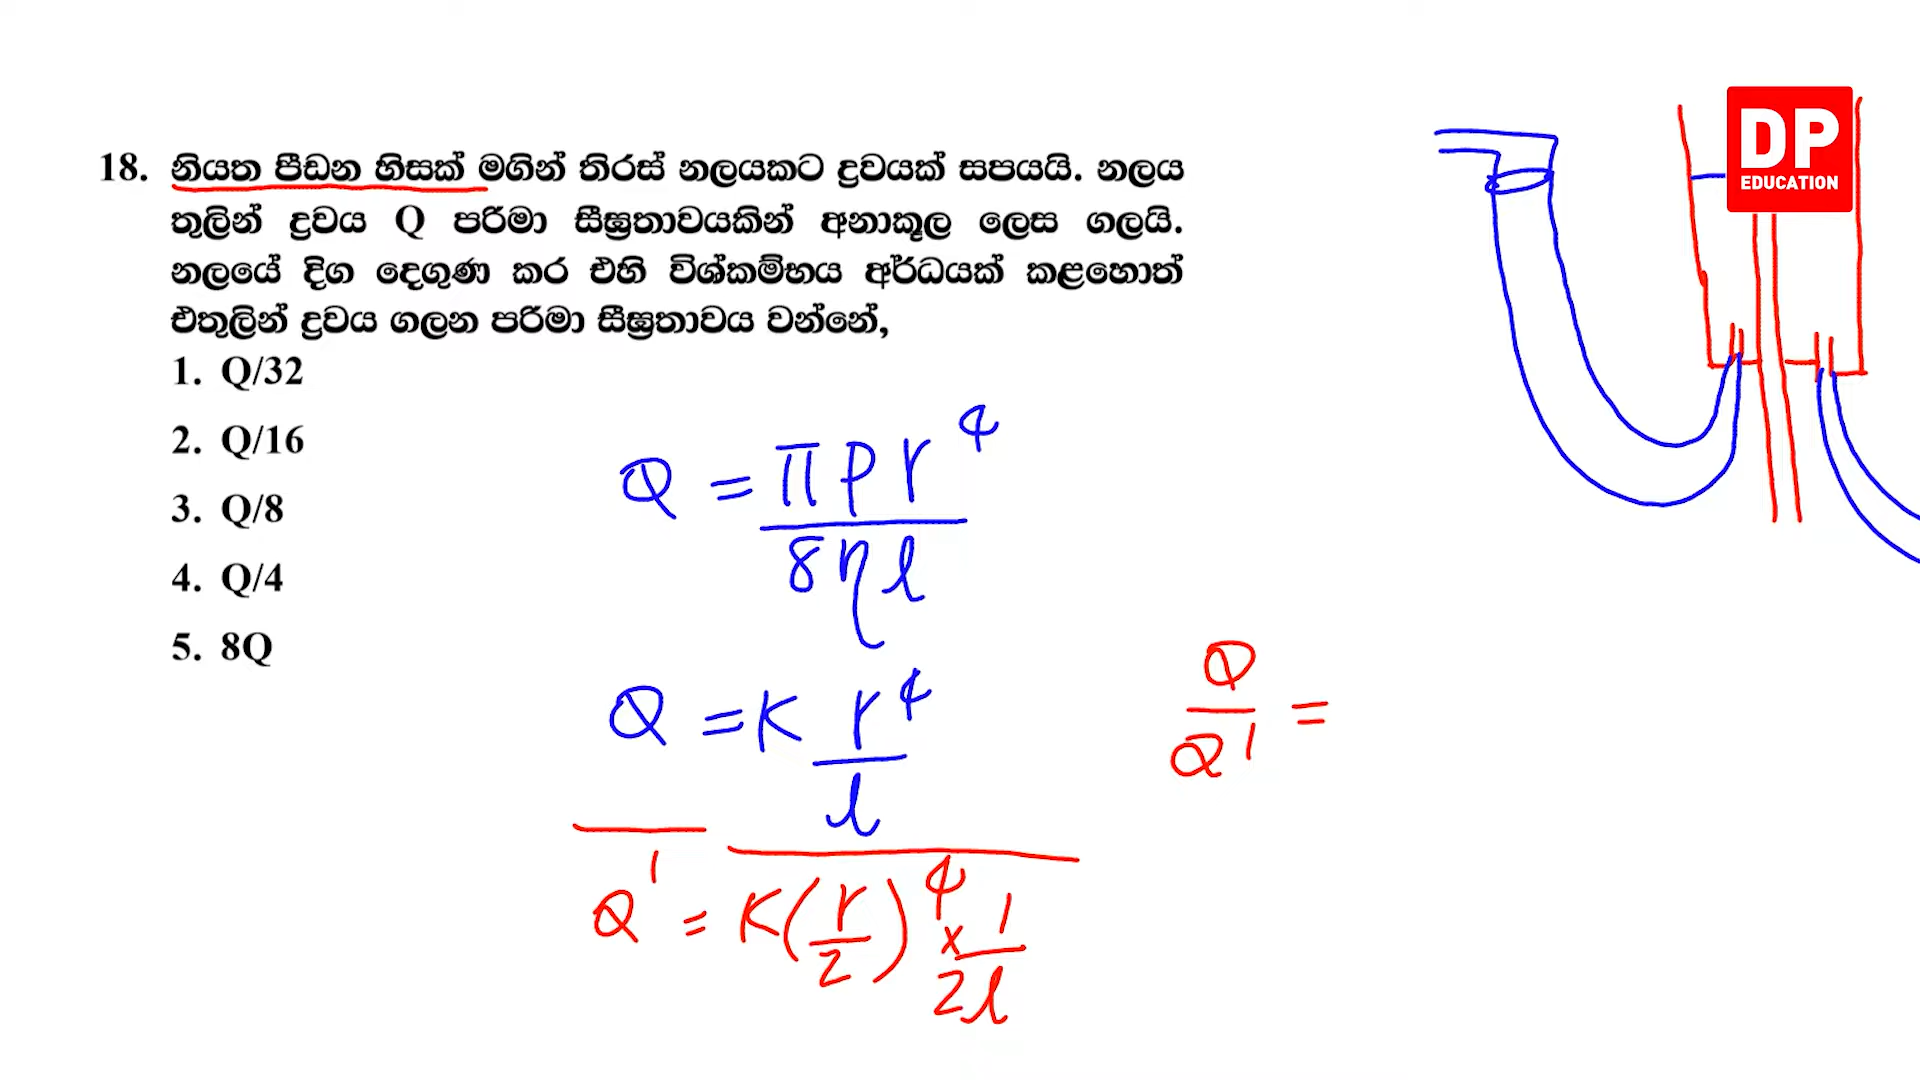 DP
EDUCATION
18. නියත පීඩන හිසක් මගින් තිරස් නලයකට ද්‍රවයක් සපයයි. නලය
තුලින් ද්‍රවය Q පරිමා සීඝ්‍රතාවයකින් අනාකූල ලෙස ගලයි.
නලයේ දිග දෙගුණ කර එහි විශ්කම්භය අර්ධයක් කළහොත්
එතුලින් ද්‍රවය ගලන පරිමා සීඝ්‍රතාවය වන්නේ,
1. Q/32
2. Q/16
3. Q/8
4. Q/4
5. 8Q
Q = πpr⁴/8ηl
Q = K r⁴/l
Q' = K(r/2)⁴ × 1/2l
Q/Q' =